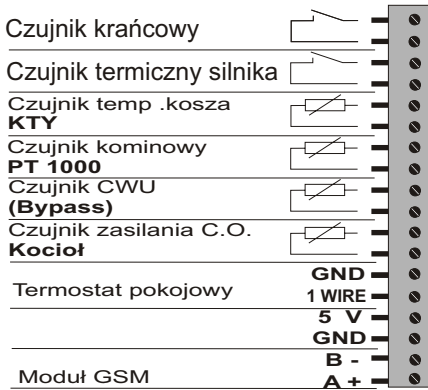 Czujnik krańcowy
Czujnik termiczny silnika
Czujnik temp .kosza
KTY
Czujnik kominowy
PT 1000
Czujnik CWU
(Bypass)
Czujnik zasilania C.O.
Kocioł
GND
Termostat pokojowy
1 WIRE
5 V
GND
B -
Moduł GSM
A +